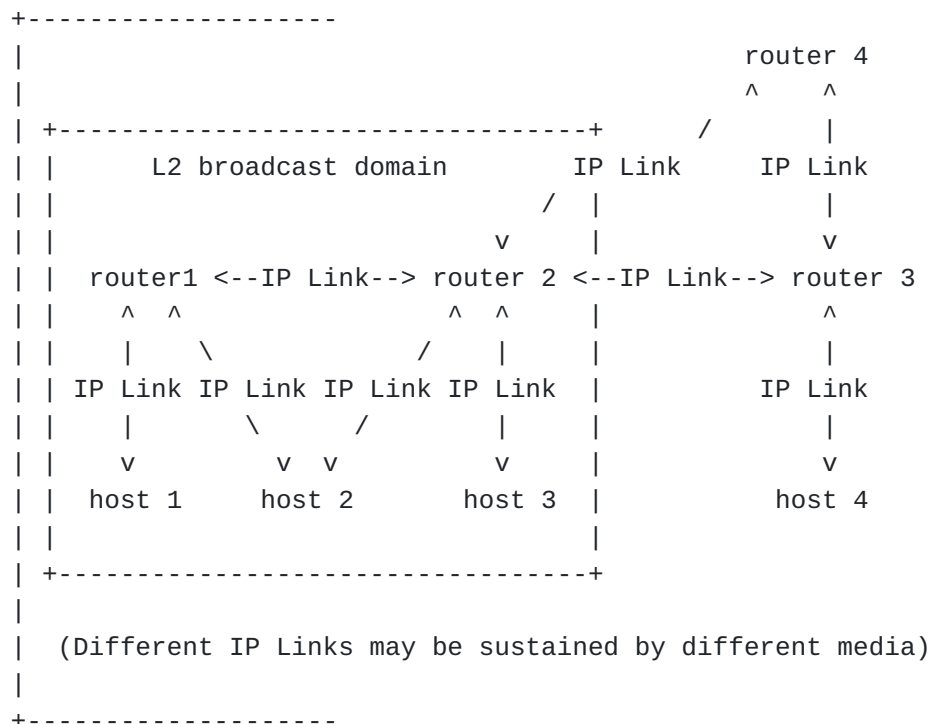 router 4
L2 broadcast domain IP Link IP Link
router1 <--IP Link--> router 2 <--IP Link--> router 3
IP Link IP Link IP Link IP Link IP Link
host 1 host 2 host 3 host 4
(Different IP Links may be sustained by different media)